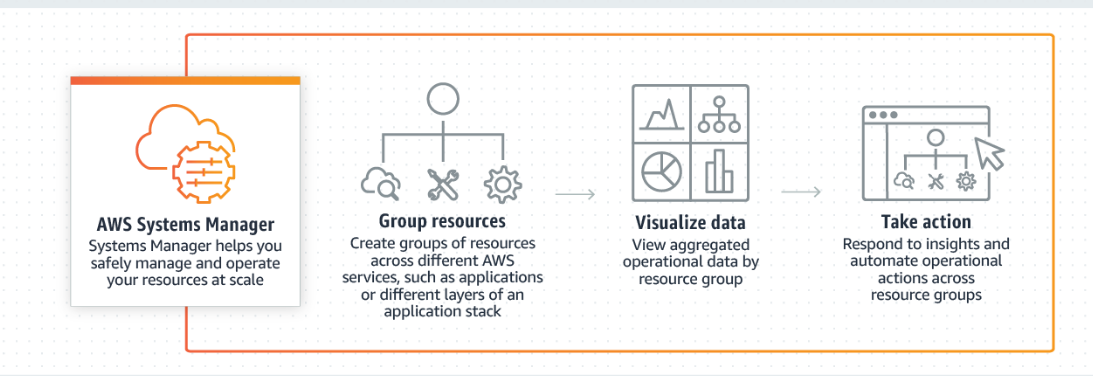 AWS Systems Manager
Systems Manager helps you
safely manage and operate
your resources at scale
Group resources
Create groups of resources
across different AWS
services, such as applications
or different layers of an
application stack
Visualize data
View aggregated
operational data by
resource group
Take action
Respond to insights and
automate operational
actions across
resource groups